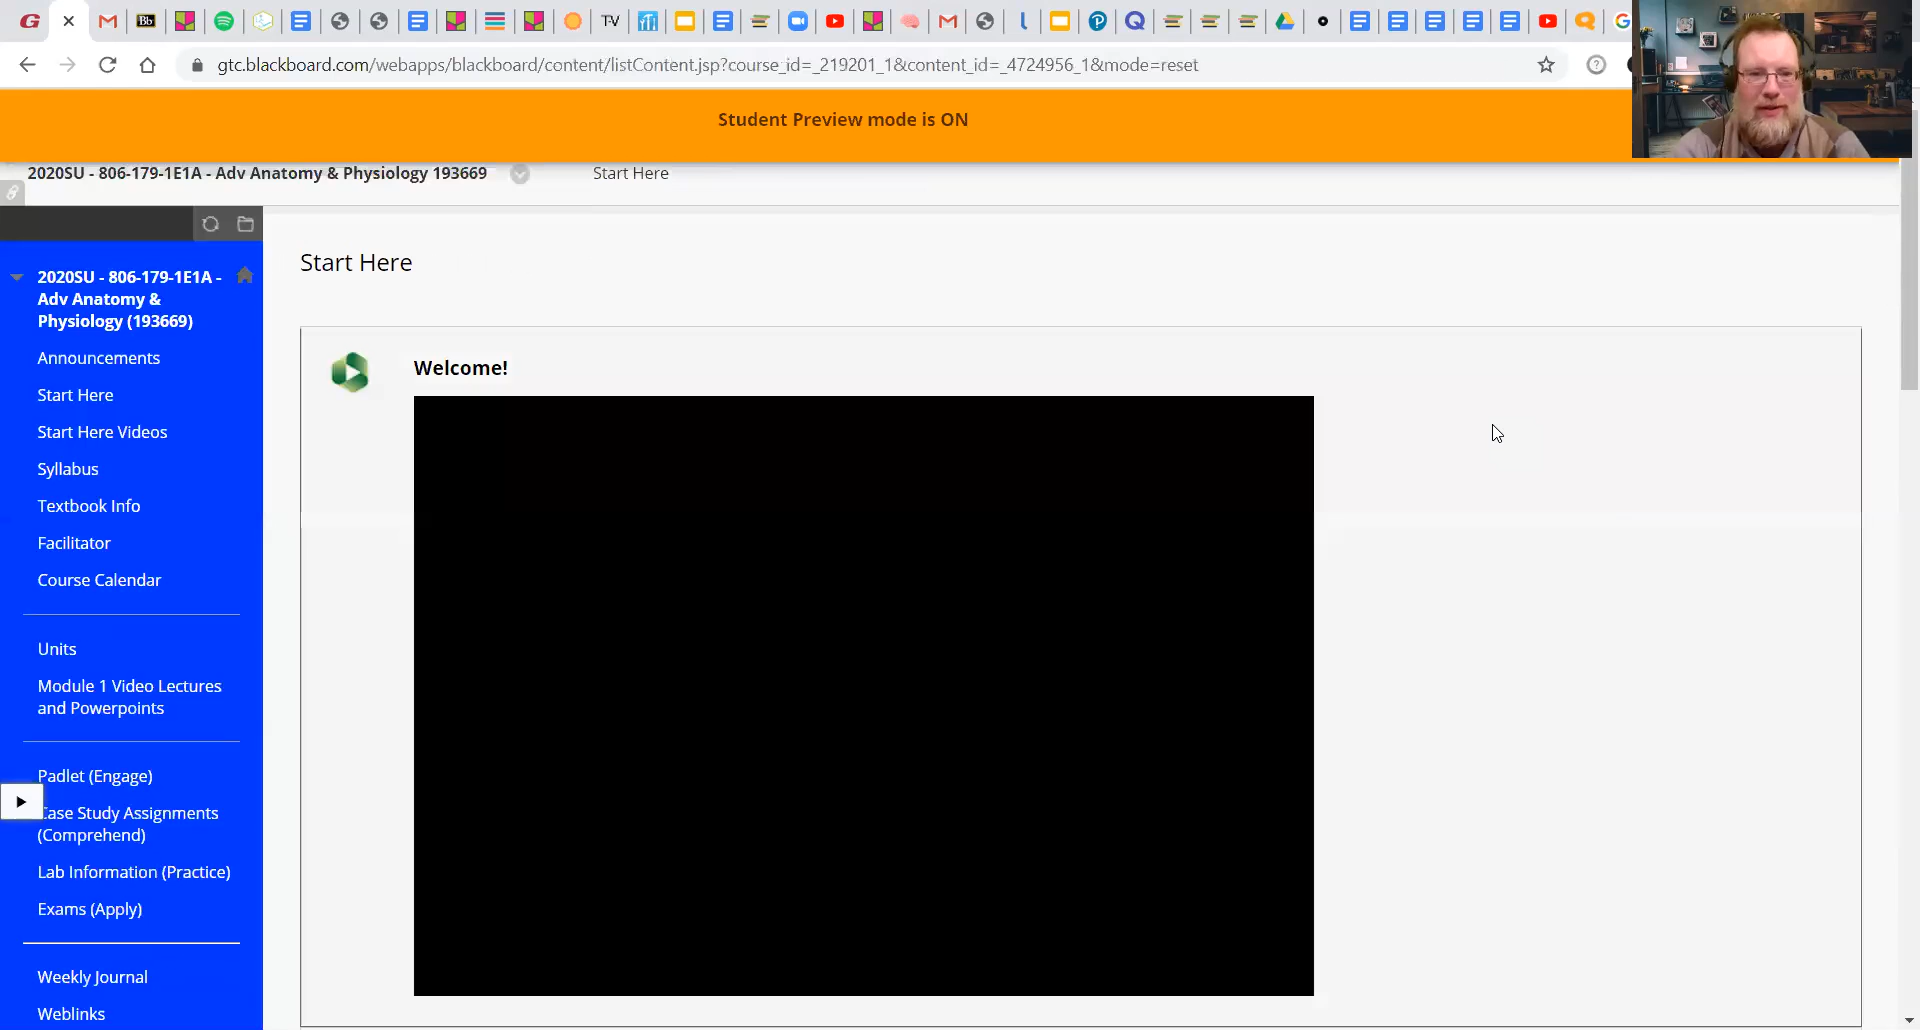 G
Bb
T-V
l
G
gtc.blackboard.com/webapps/blackboard/content/listContent.jsp?course_id=_219201_1&content_id=_4724956_1&mode=reset
Student Preview mode is ON
2020SU - 806-179-1E1A - Adv Anatomy & Physiology 193669
Start Here
2020SU - 806-179-1E1A -
Adv Anatomy &
Physiology (193669)
Announcements
Start Here
Start Here Videos
Syllabus
Textbook Info
Facilitator
Course Calendar
Units
Module 1 Video Lectures
and Powerpoints
Padlet (Engage)
Case Study Assignments
(Comprehend)
Lab Information (Practice)
Exams (Apply)
Weekly Journal
Weblinks
Start Here
Welcome!